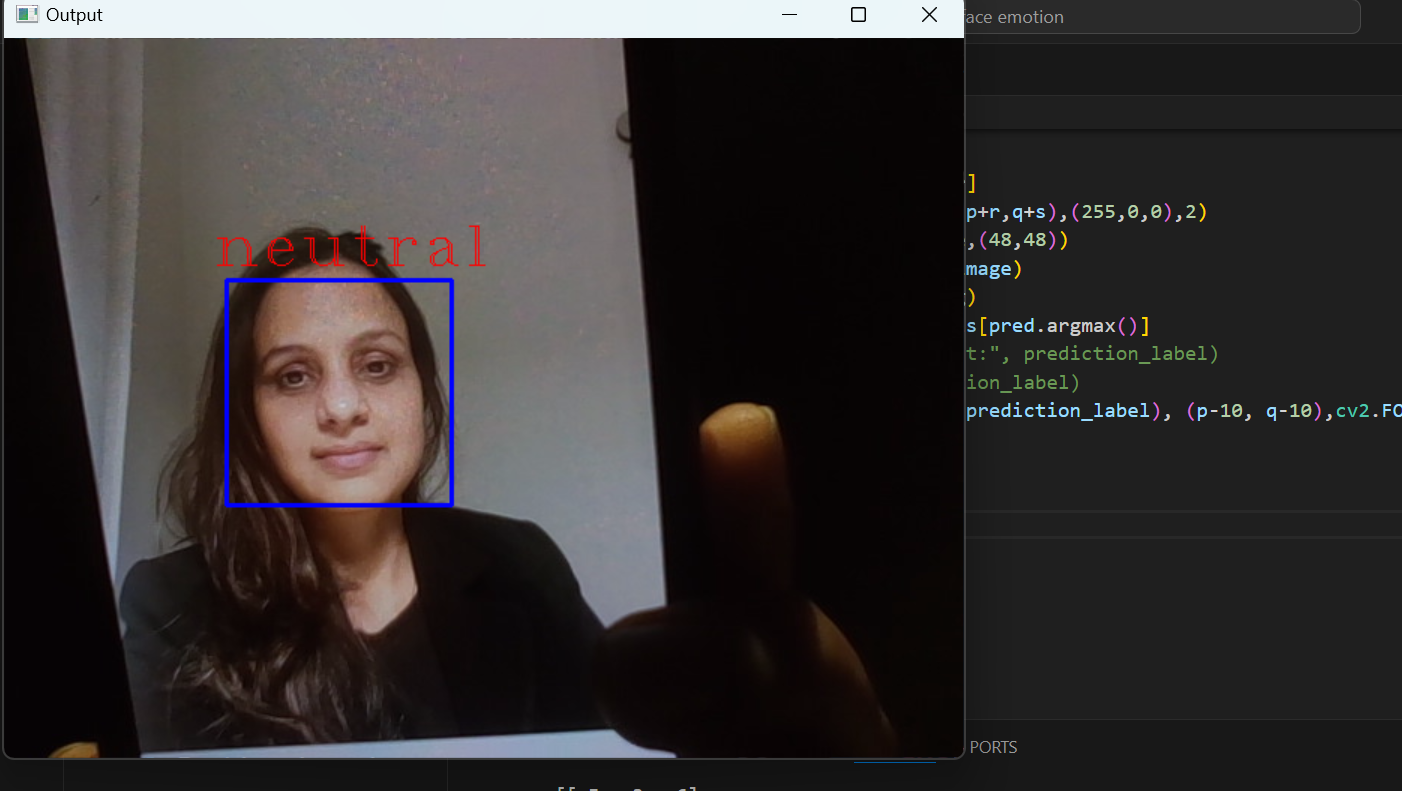 Output
face emotion
]
p+r,q+s),(255,0,0),2)
,(48,48))
mage)
)
s[pred.argmax()]
t:", prediction_label)
ion_label)
prediction_label), (p-10, q-10),cv2.FO
neutral
PORTS